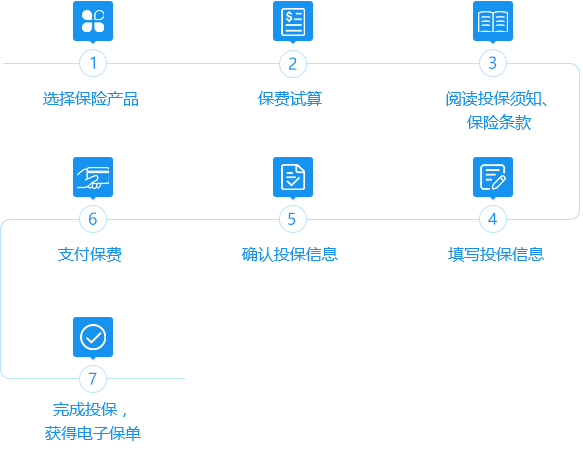 1
选择保险产品
2
保费试算
3
阅读投保须知、
保险条款
4
填写投保信息
5
确认投保信息
6
支付保费
7
完成投保，
获得电子保单